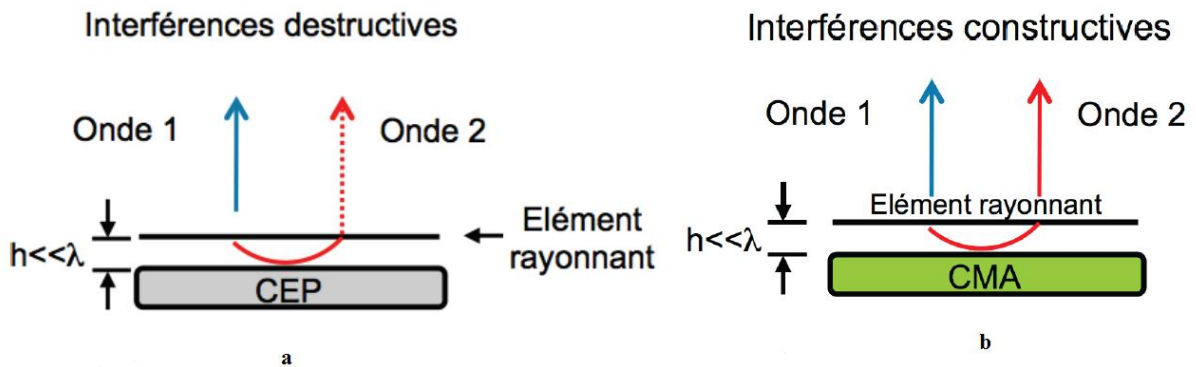 Interférences destructives
Onde 1
Onde 2
h<<λ
Elément
rayonnant
CEP
a
Interférences constructives
Onde 1
Onde 2
Elément rayonnant
h<<λ
CMA
b